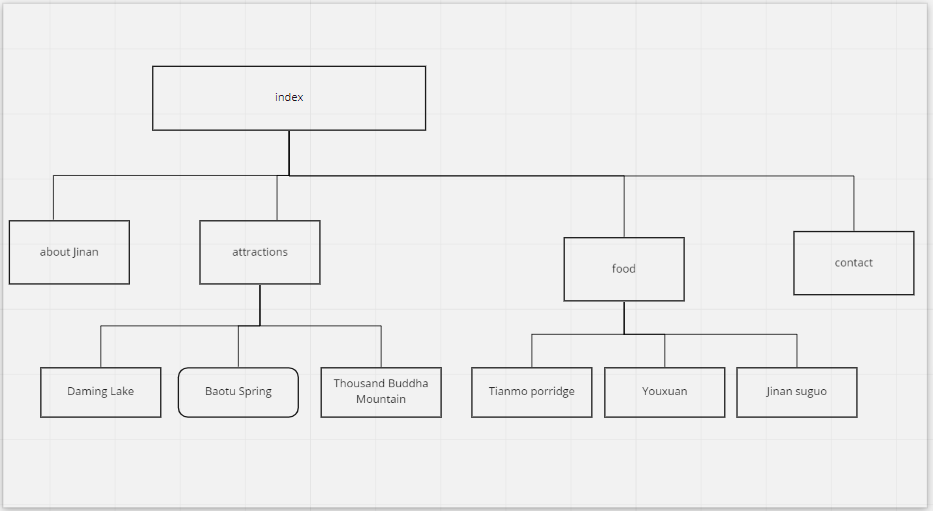 index
about Jinan
attractions
food
contact
Daming Lake
Baotu Spring
Thousand Buddha
Mountain
Tianmo porridge
Youxuan
Jinan suguo